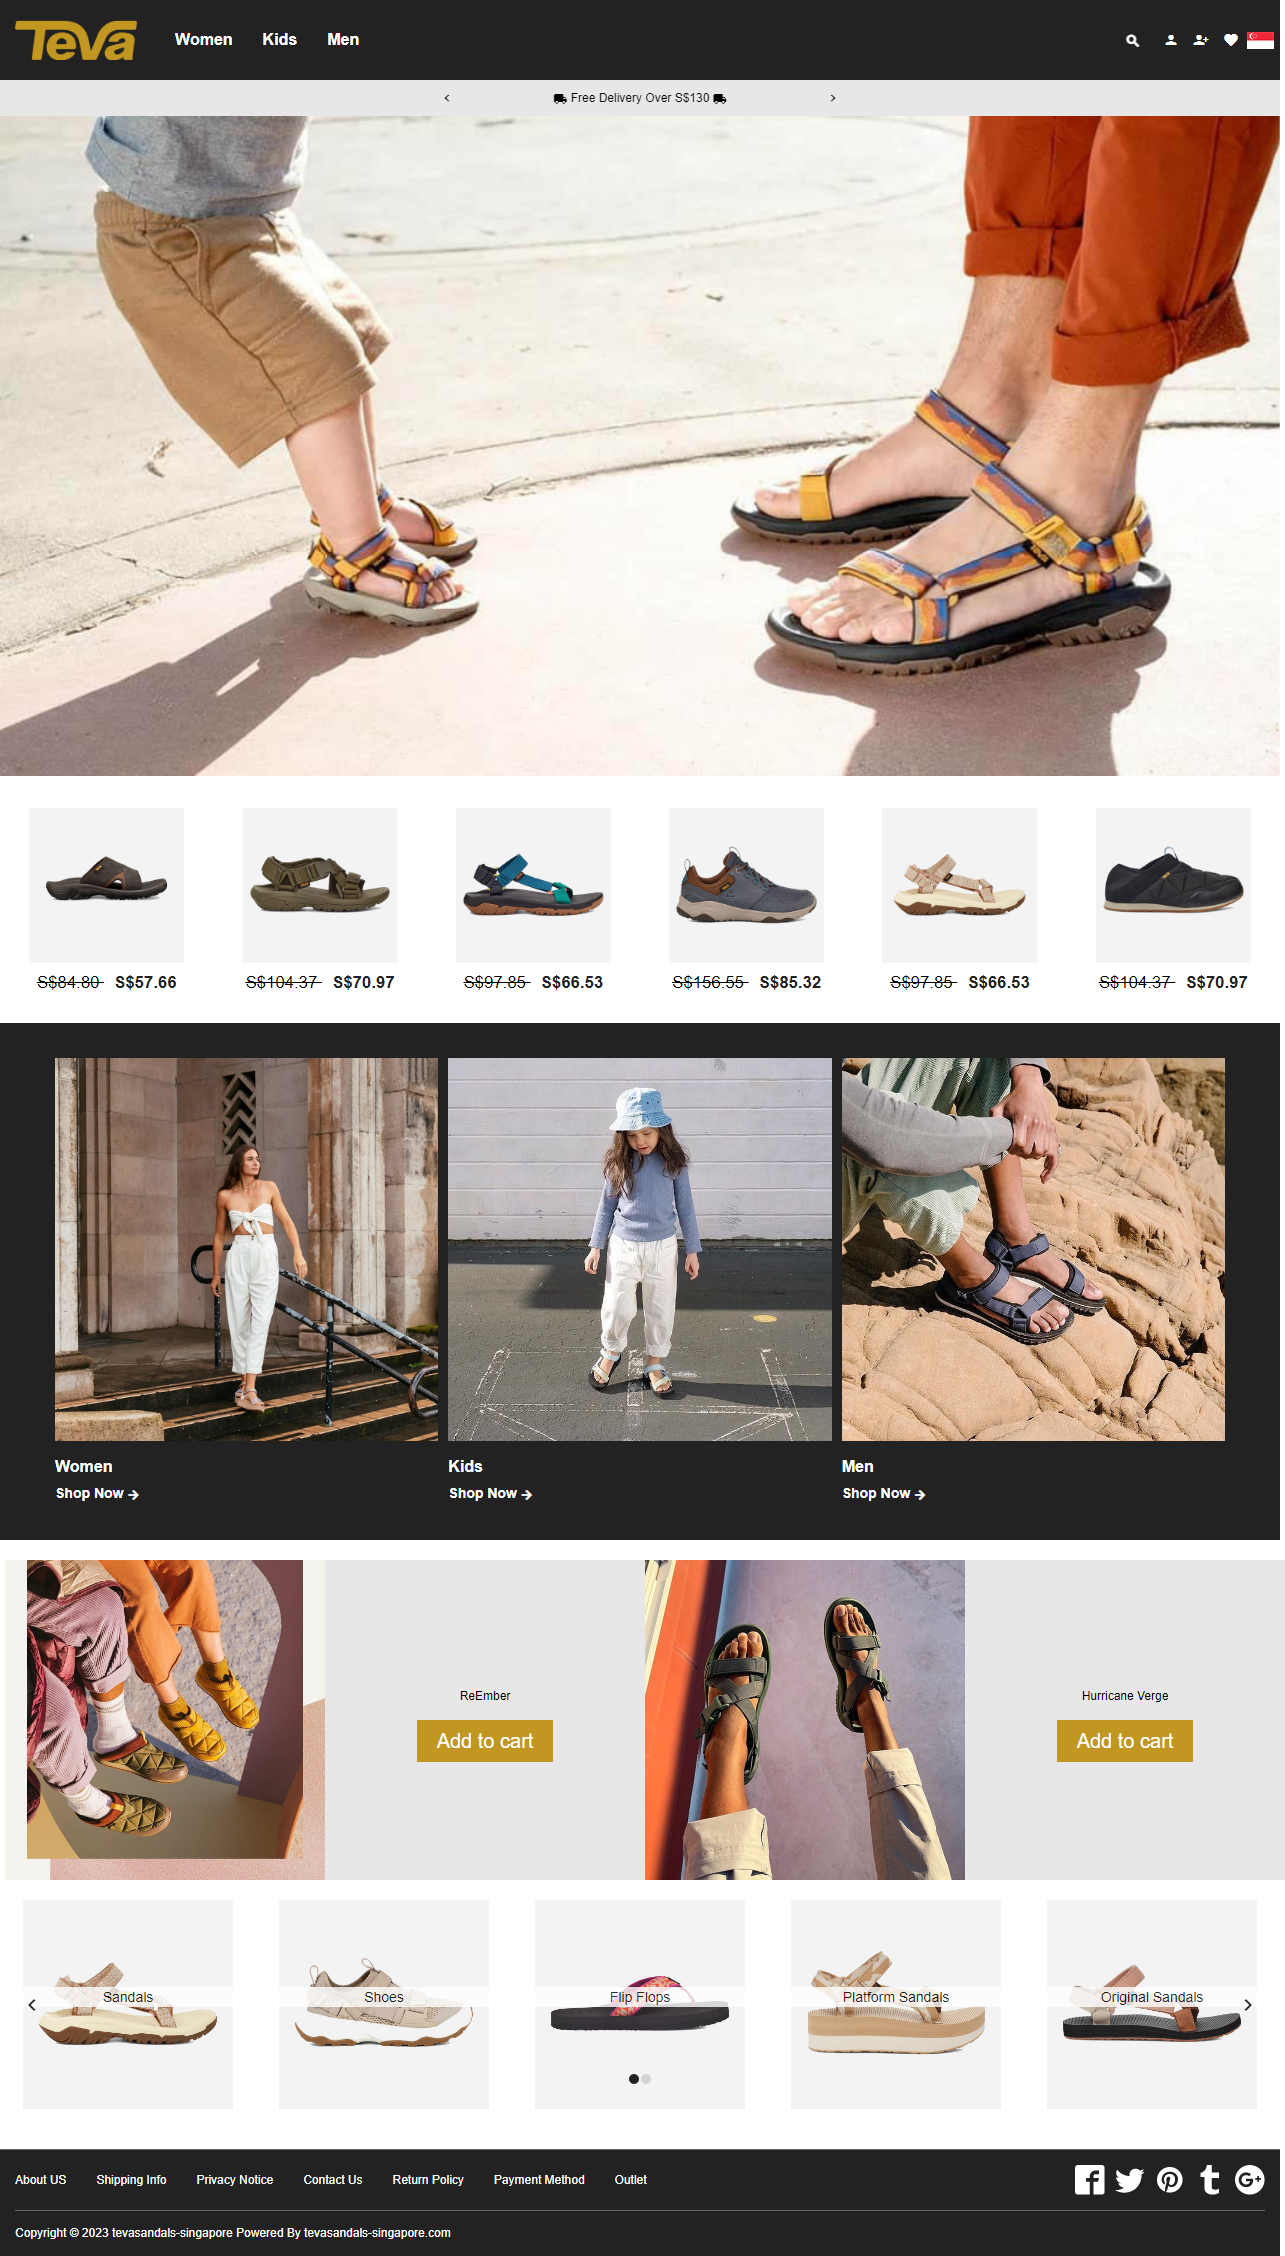 Teva
Women Kids Men
Free Delivery Over S$130
S$84.80 S$57.66
S$104.37 S$70.97
S$97.85 S$66.53
S$156.55 S$85.32
S$97.85 S$66.53
S$104.37 S$70.97
Women
Shop Now
Kids
Shop Now
Men
Shop Now
ReEmber
Add to cart
Hurricane Verge
Add to cart
Sandals
Shoes
Flip Flops
Platform Sandals
Original Sandals
About US Shipping Info Privacy Notice Contact Us Return Policy Payment Method Outlet
Copyright © 2023 tevasandals-singapore Powered By tevasandals-singapore.com